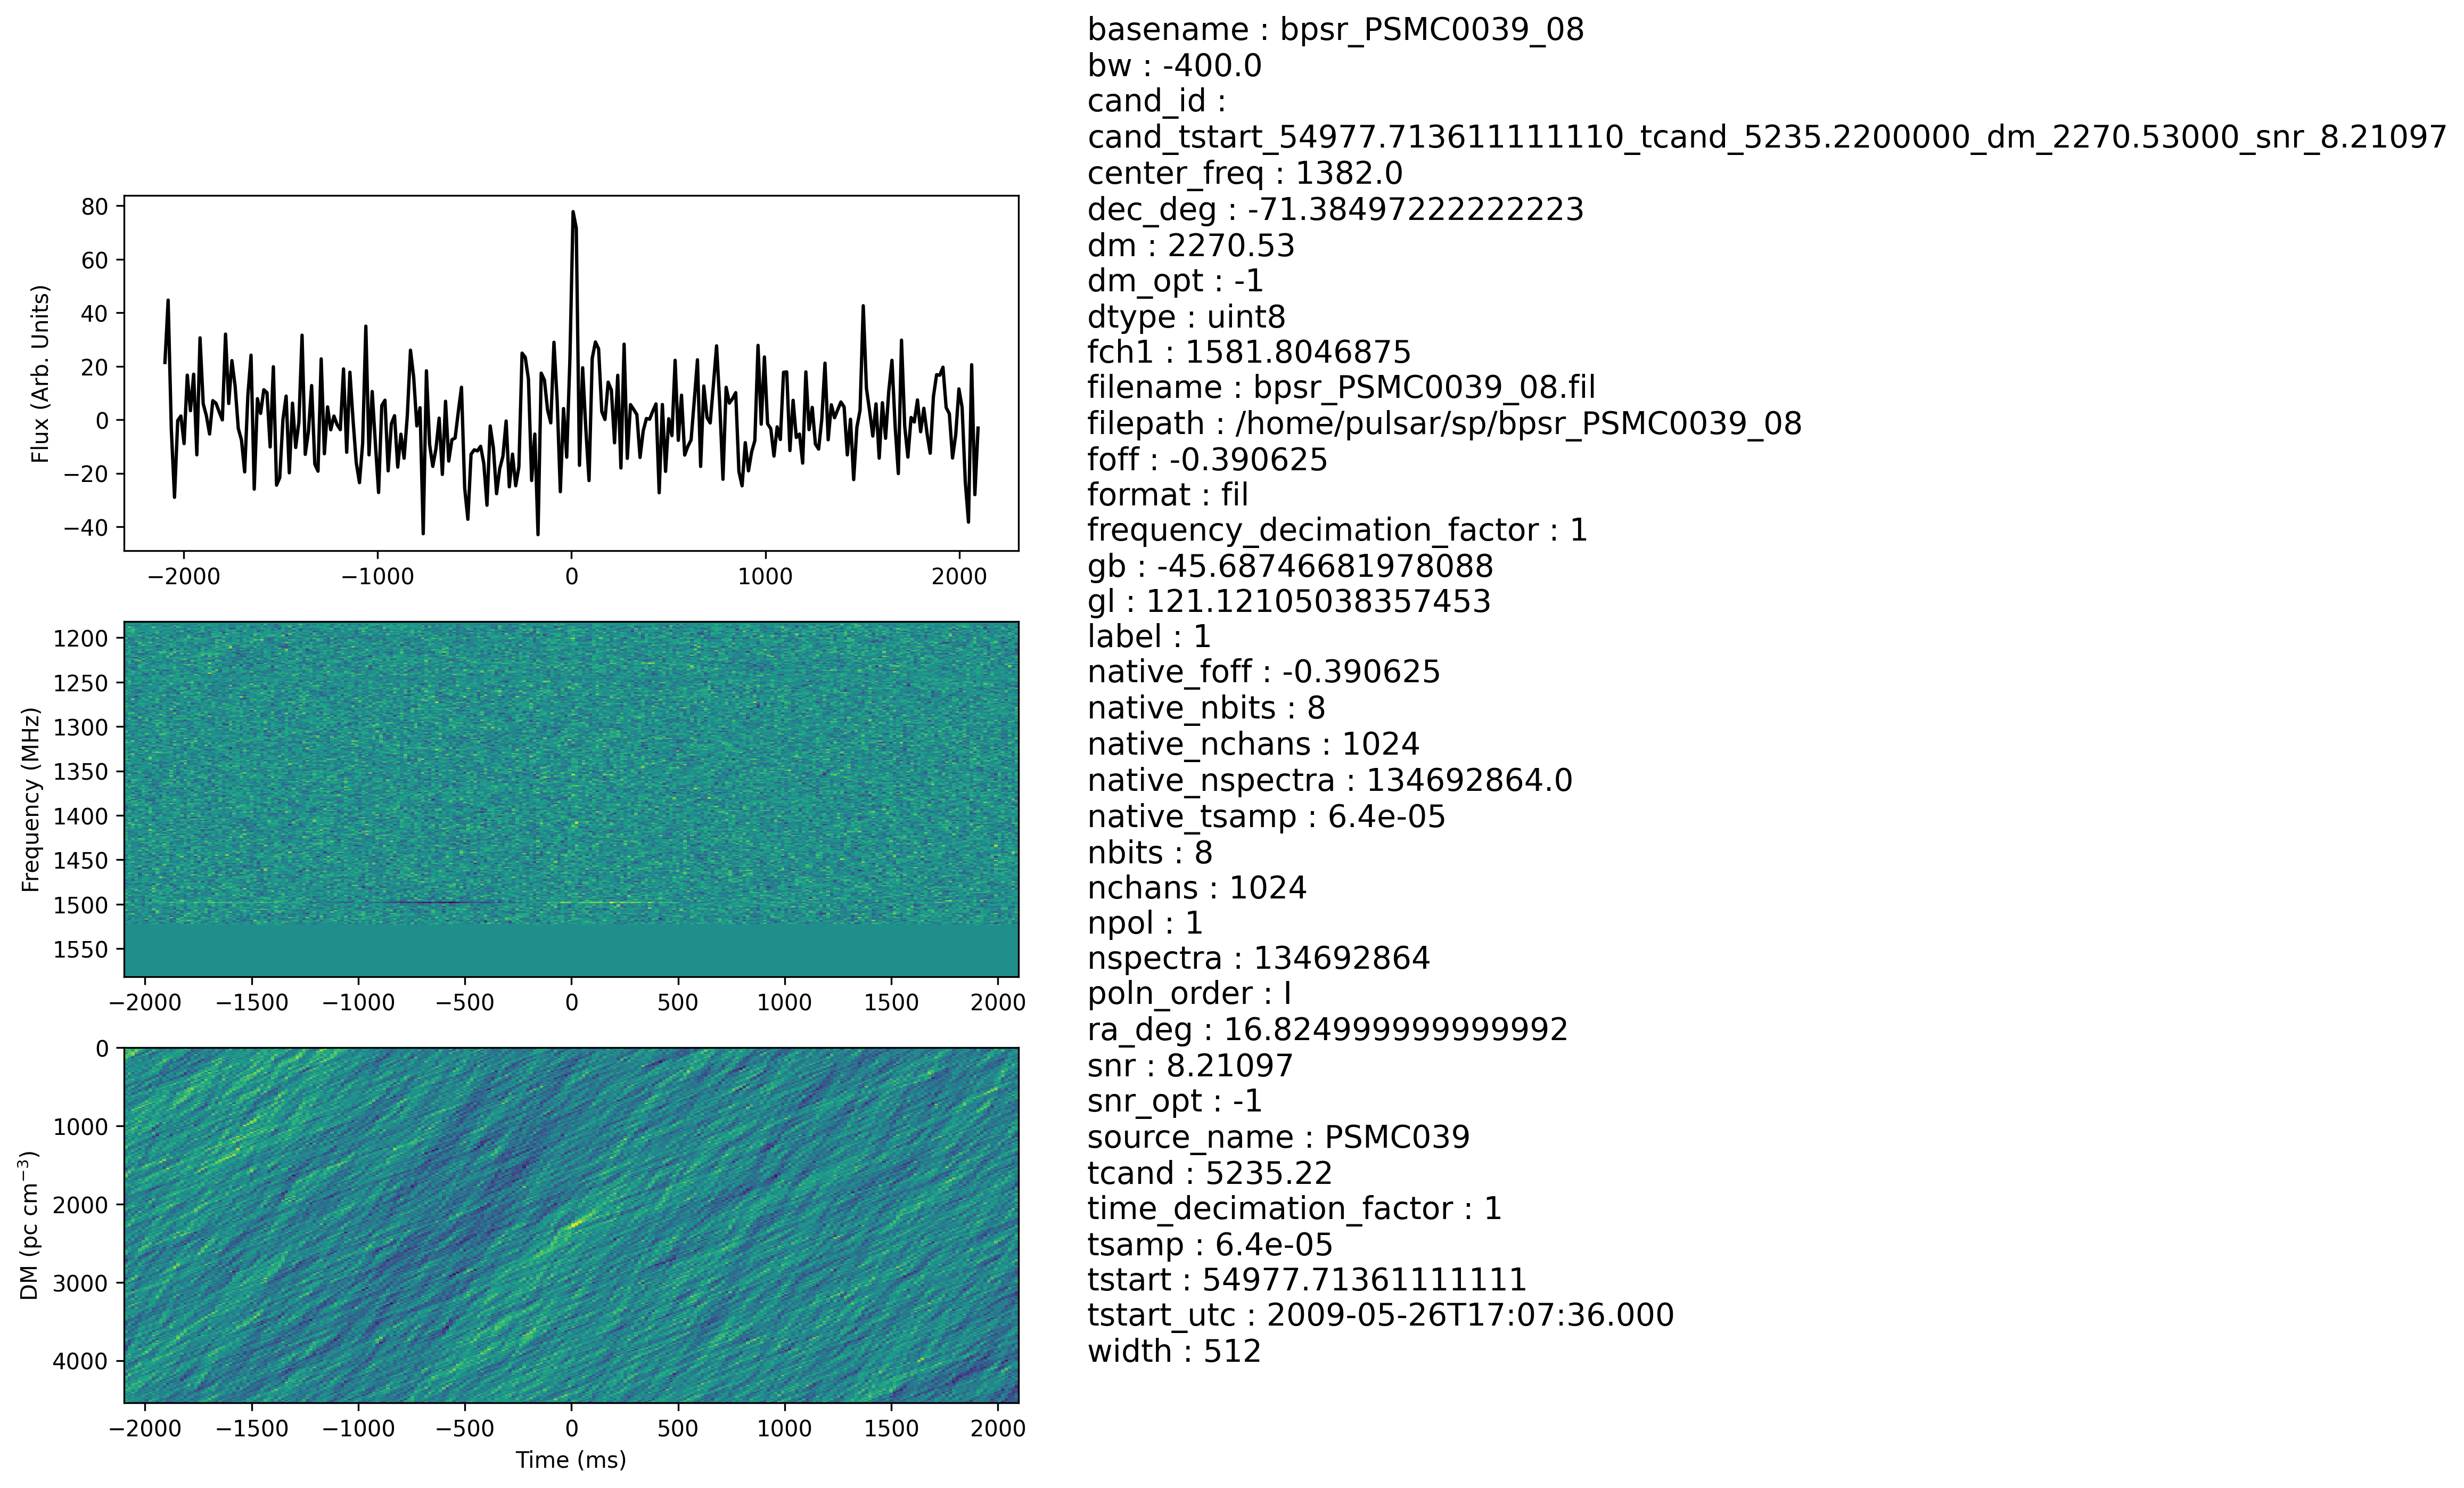 basename : bpsr_PSMC0039_08
bw : -400.0
cand_id :
cand_tstart_54977.713611111110_tcand_5235.2200000_dm_2270.53000_snr_8.21097
center_freq : 1382.0
dec_deg : -71.38497222222223
dm : 2270.53
dm_opt : -1
dtype : uint8
fch1 : 1581.8046875
filename : bpsr_PSMC0039_08.fil
filepath : /home/pulsar/sp/bpsr_PSMC0039_08
foff : -0.390625
format : fil
frequency_decimation_factor : 1
gb : -45.68746681978088
gl : 121.12105038357453
label : 1
native_foff : -0.390625
native_nbits : 8
native_nchans : 1024
native_nspectra : 134692864.0
native_tsamp : 6.4e-05
nbits : 8
nchans : 1024
npol : 1
nspectra : 134692864
poln_order : I
ra_deg : 16.824999999999992
snr : 8.21097
snr_opt : -1
source_name : PSMC039
tcand : 5235.22
time_decimation_factor : 1
tsamp : 6.4e-05
tstart : 54977.71361111111
tstart_utc : 2009-05-26T17:07:36.000
width : 512
Flux (Arb. Units)
80
60
40
20
0
−20
−40
−2000 −1000 0 1000 2000
Frequency (MHz)
1200
1250
1300
1350
1400
1450
1500
1550
−2000 −1500 −1000 −500 0 500 1000 1500 2000
DM (pc cm⁻³)
0
1000
2000
3000
4000
−2000 −1500 −1000 −500 0 500 1000 1500 2000
Time (ms)